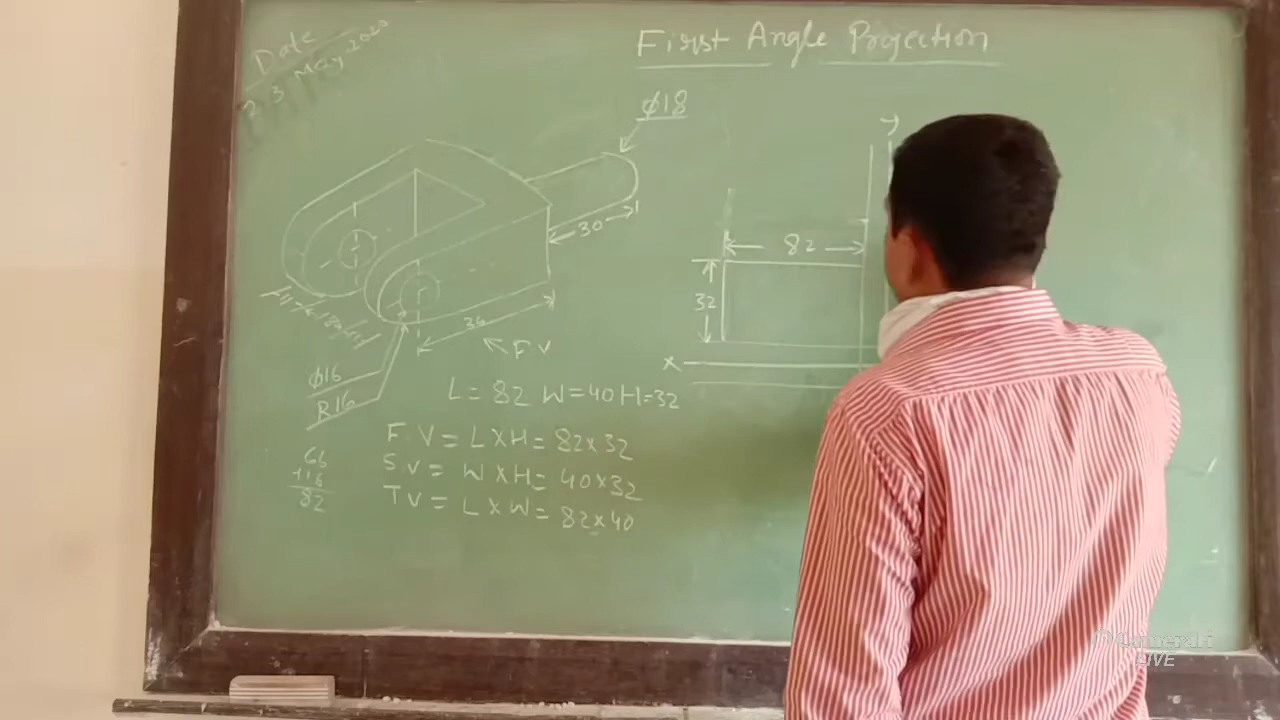 First Angle Projection
Date
23 May 2020
φ18
30
36
F V
φ16
R16
L = 82 W = 40 H = 32
F V = L X H = 82 x 32
S V = W X H = 40 x 32
T V = L X W = 82 x 40
66
+16
82
y
82
32
X
LIVE